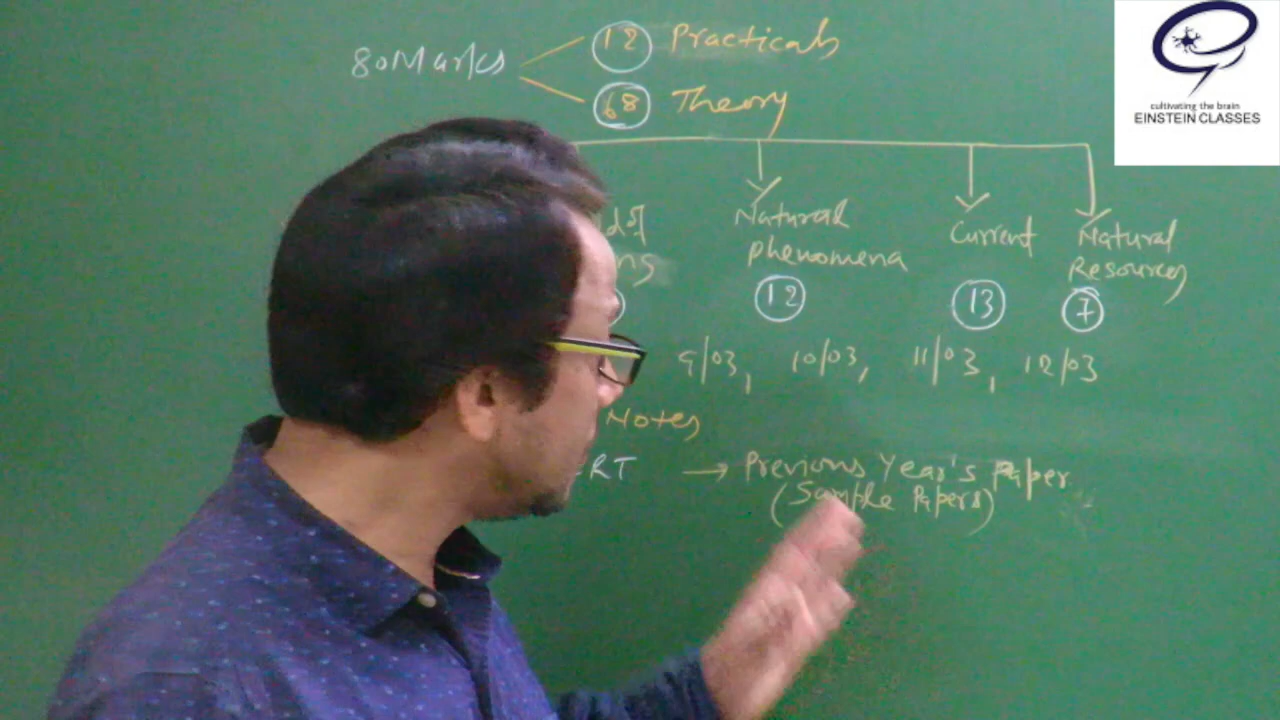 80 Marks
12 Practicals
68 Theory
Natural
phenomena
12
Current
13
Natural
Resources
7
9/03, 10/03, 11/03, 12/03
Notes
RT → Previous Year's Paper
(Sample Papers)
cultivating the brain
EINSTEIN CLASSES